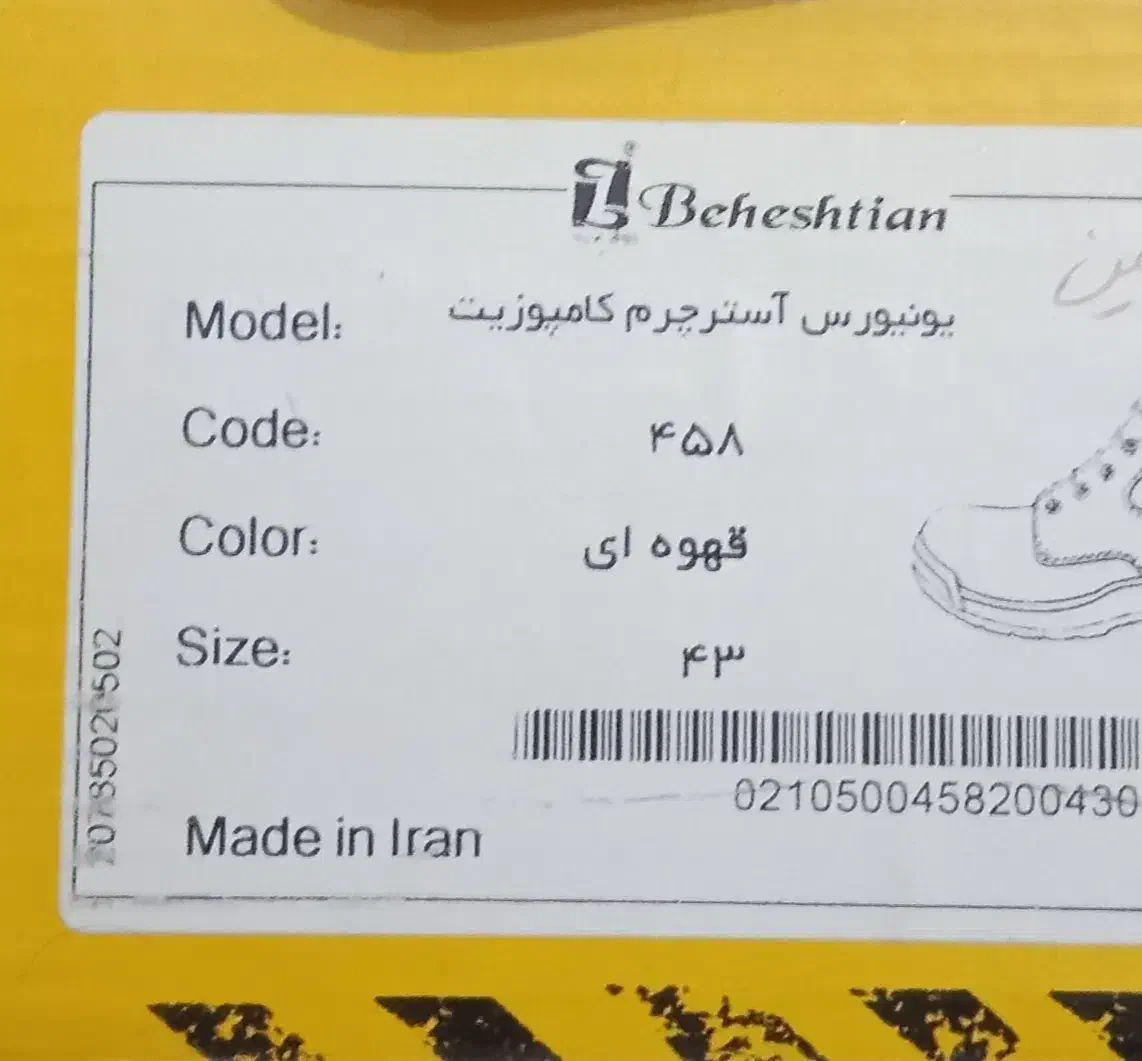 Beheshtian
Model: یونیورس آسترچرم کامپوزیت
Code: ۴۵۸
Color: قهوه ای
Size: ۴۳
0210500458200430
Made in Iran